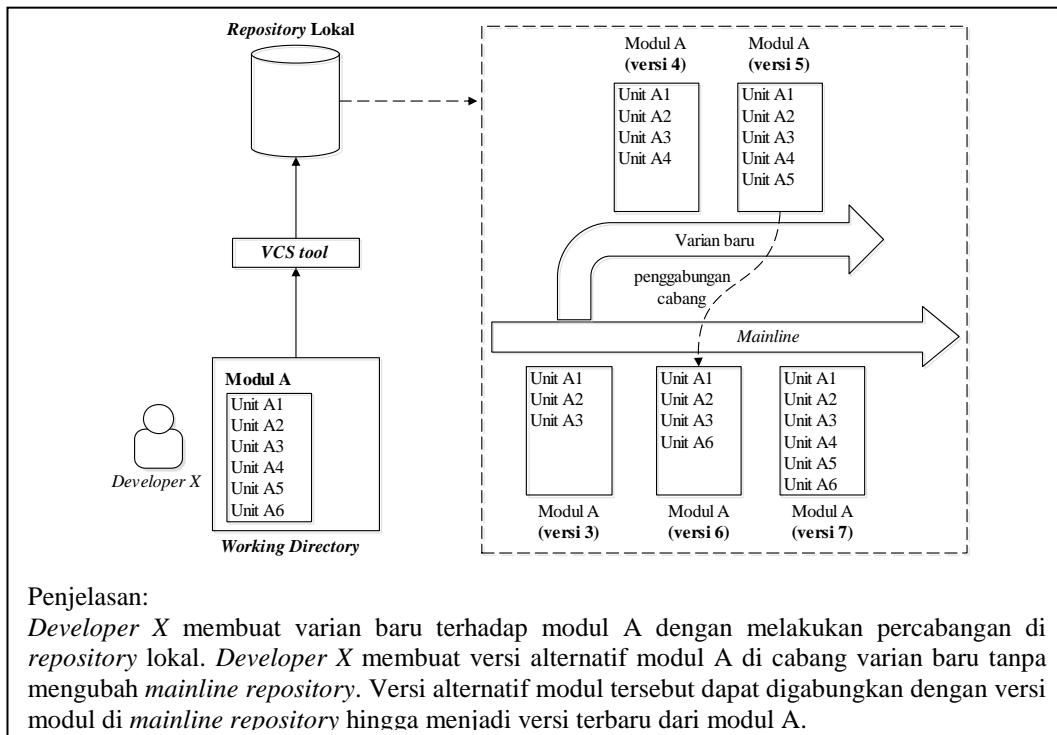 Repository Lokal
VCS tool
Modul A
Unit A1
Unit A2
Unit A3
Unit A4
Unit A5
Unit A6
Developer X
Working Directory
Modul A
(versi 4)
Unit A1
Unit A2
Unit A3
Unit A4
Modul A
(versi 5)
Unit A1
Unit A2
Unit A3
Unit A4
Unit A5
Varian baru
penggabungan
cabang
Mainline
Unit A1
Unit A2
Unit A3
Modul A
(versi 3)
Unit A1
Unit A2
Unit A3
Unit A6
Modul A
(versi 6)
Unit A1
Unit A2
Unit A3
Unit A4
Unit A5
Unit A6
Modul A
(versi 7)
Penjelasan:
Developer X membuat varian baru terhadap modul A dengan melakukan percabangan di
repository lokal. Developer X membuat versi alternatif modul A di cabang varian baru tanpa
mengubah mainline repository. Versi alternatif modul tersebut dapat digabungkan dengan versi
modul di mainline repository hingga menjadi versi terbaru dari modul A.